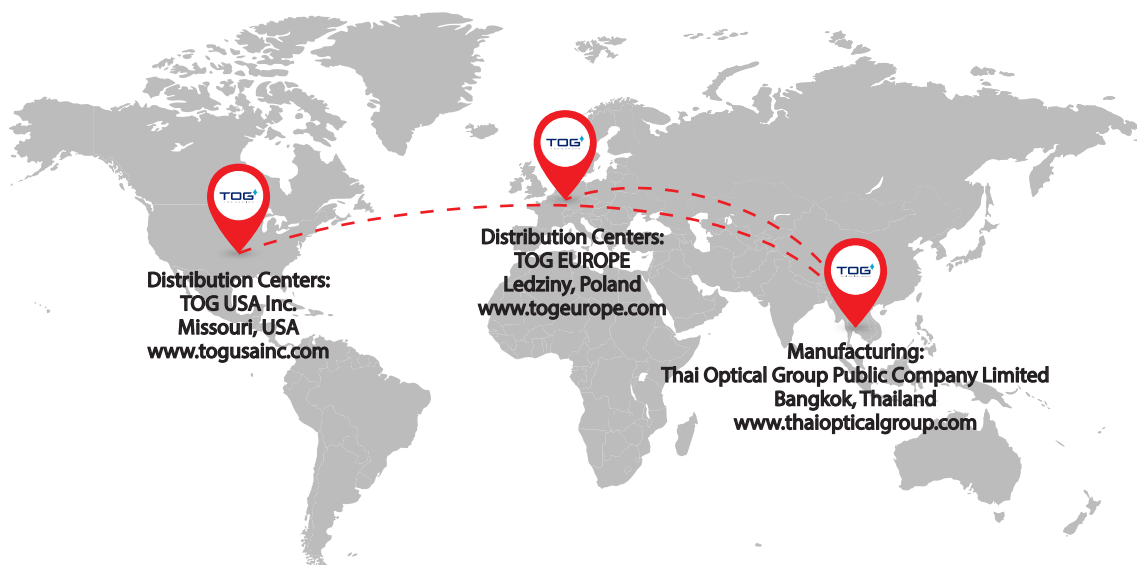 TOG
Distribution Centers:
TOG USA Inc.
Missouri, USA
www.togusainc.com
TOG
Distribution Centers:
TOG EUROPE
Ledziny, Poland
www.togeurope.com
TOG
Manufacturing:
Thai Optical Group Public Company Limited
Bangkok, Thailand
www.thaiopticalgroup.com